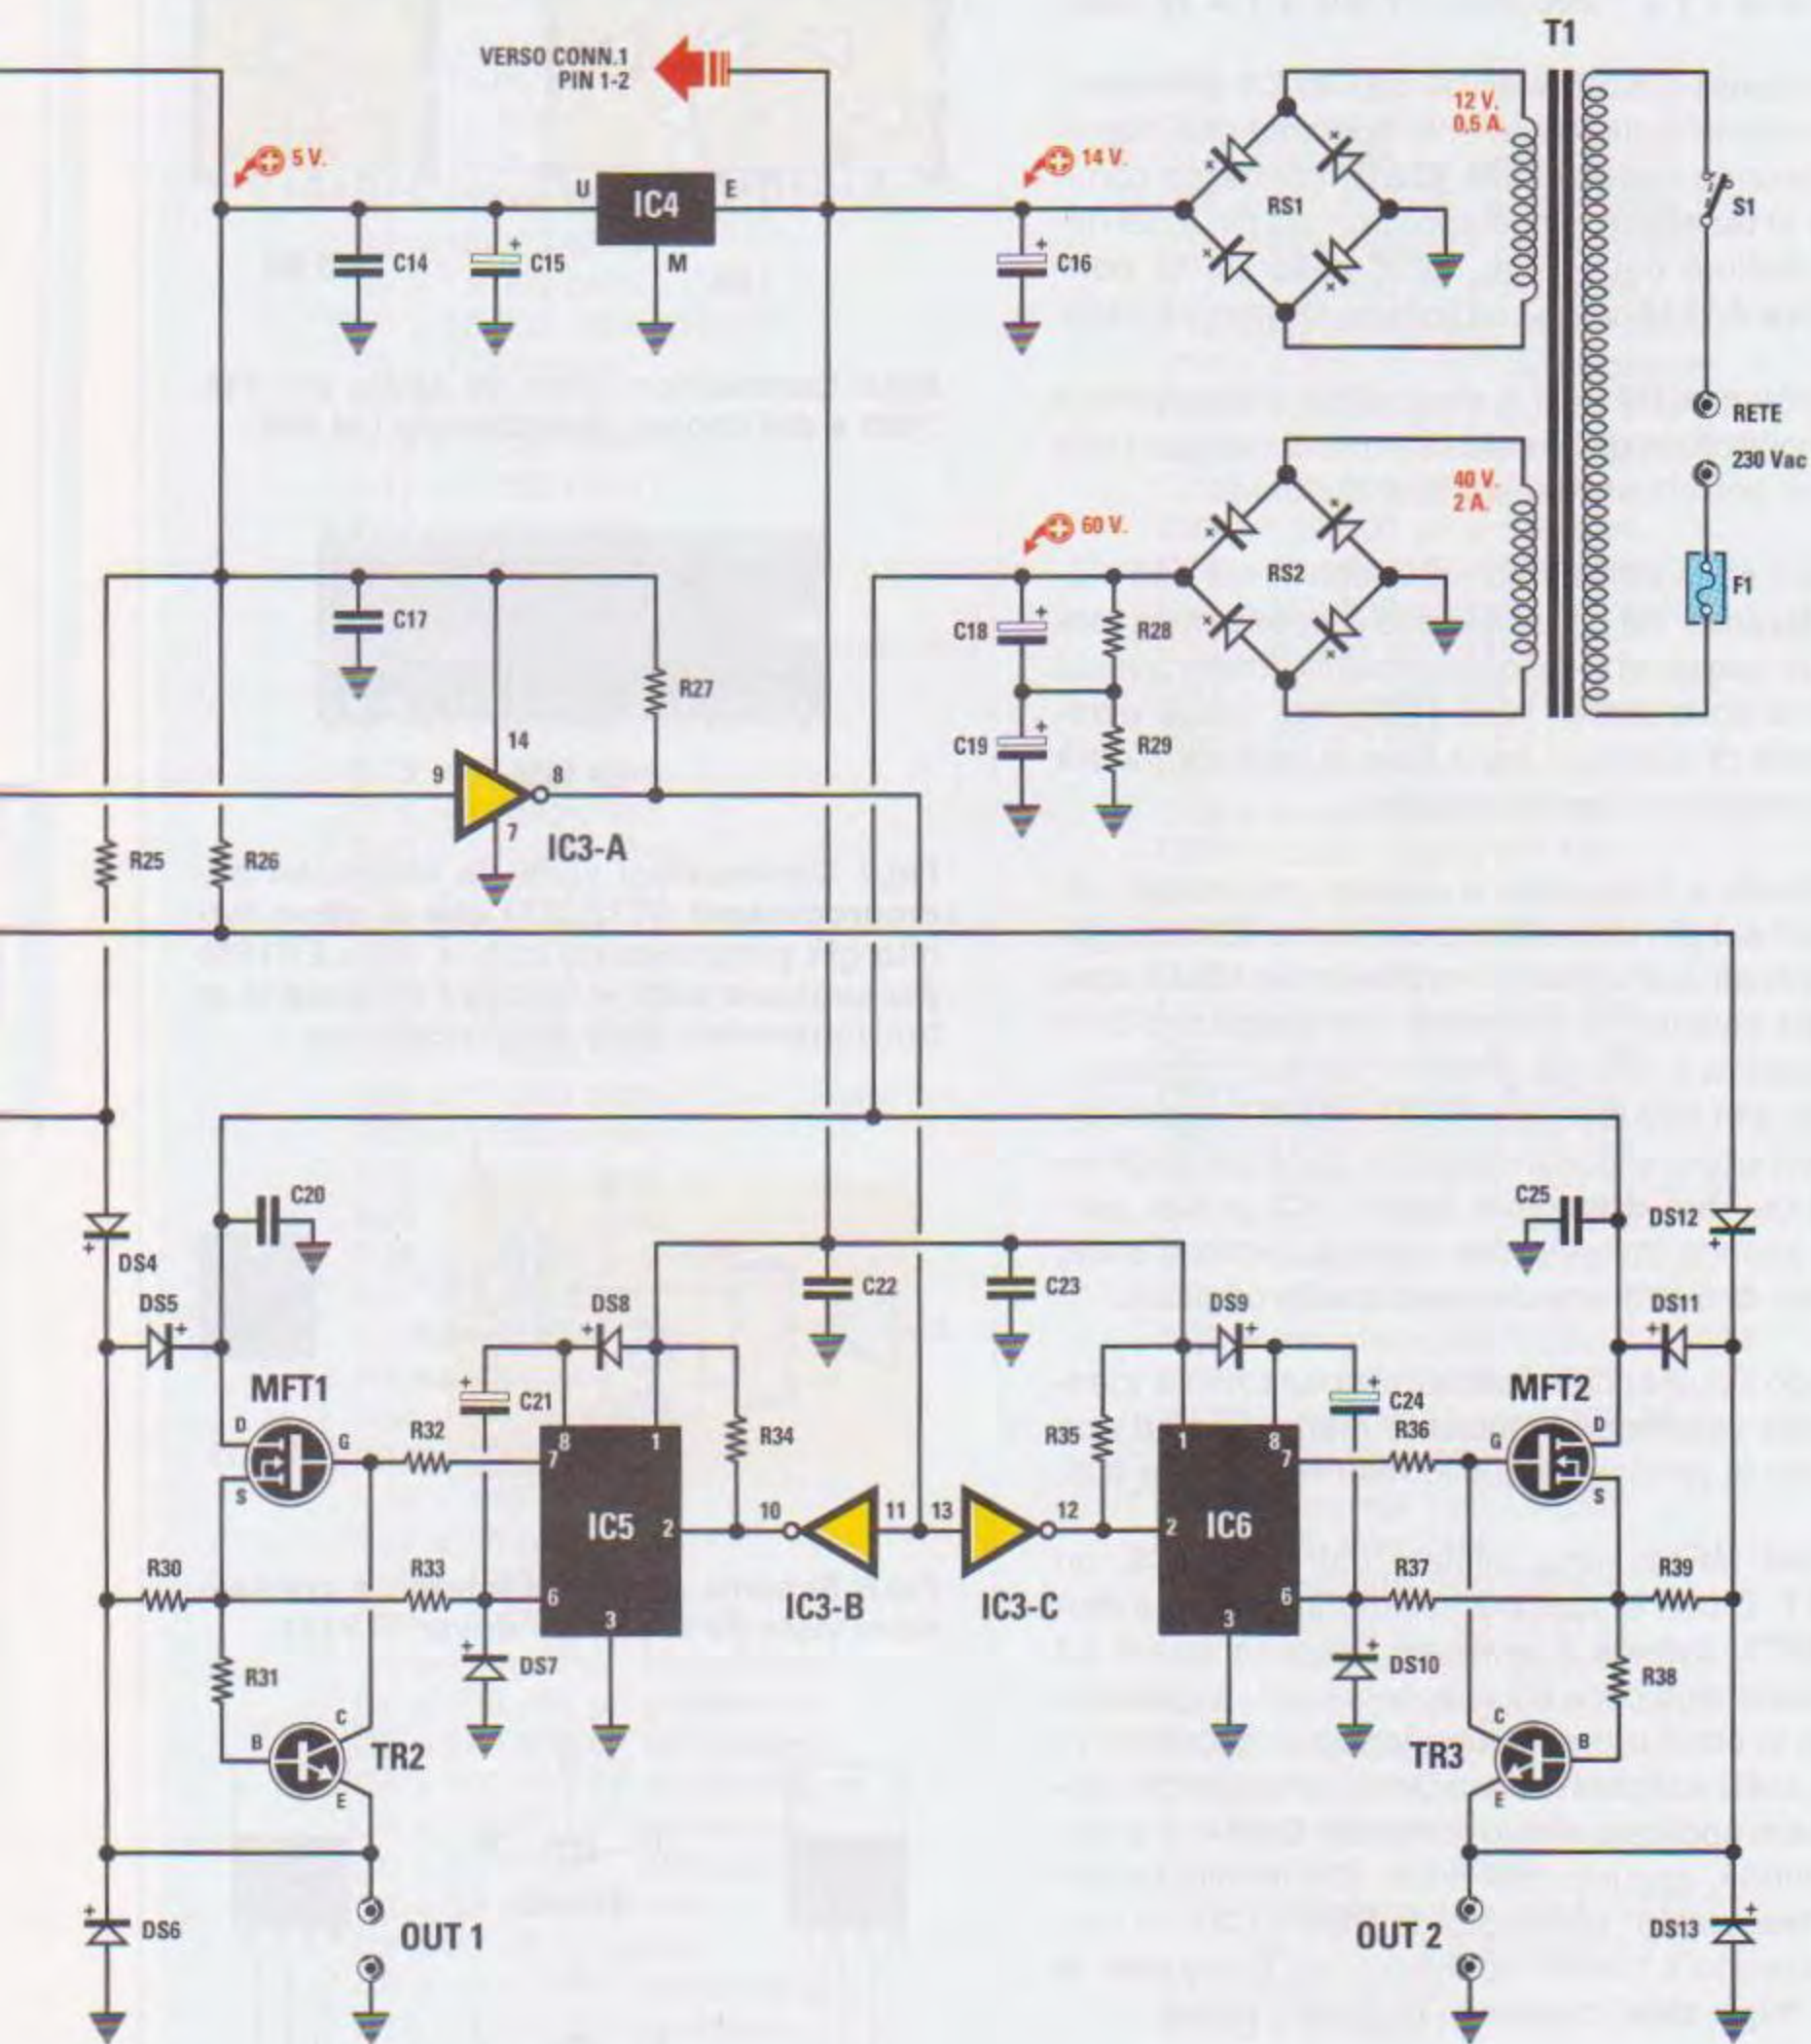 T1
VERSO CONN.1
PIN 1-2
12 V.
0,5 A.
5 V.
14 V.
U
IC4
E
M
RS1
S1
C14
C15
C16
RETE
230 Vac
40 V.
2 A.
60 V.
RS2
F1
C17
C18
R28
R27
C19
R29
14
9
8
7
IC3-A
R25
R26
C20
C25
DS12
DS4
C22
C23
DS5
DS8
DS9
DS11
MFT1
MFT2
C21
C24
D
G
S
R32
8
1
7
R34
R35
1
8
7
R36
G
D
S
IC5
2
10
11
13
12
2
IC6
R30
R33
6
3
IC3-B
IC3-C
6
3
R37
R39
R31
DS7
DS10
R38
C
B
TR2
E
C
TR3
B
E
DS6
OUT 1
OUT 2
DS13